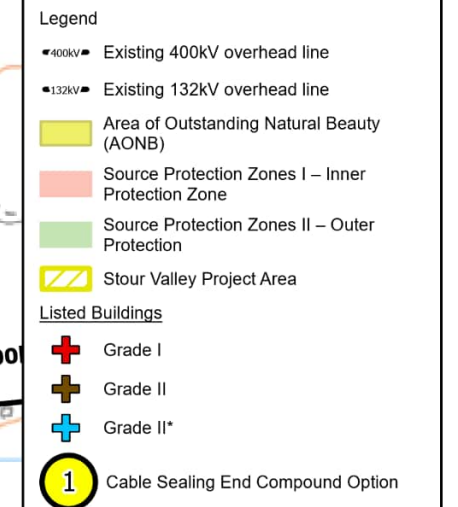 Legend
400kV Existing 400kV overhead line
132kV Existing 132kV overhead line
Area of Outstanding Natural Beauty
(AONB)
Source Protection Zones I – Inner
Protection Zone
Source Protection Zones II – Outer
Protection
Stour Valley Project Area
Listed Buildings
Grade I
Grade II
Grade II*
1 Cable Sealing End Compound Option